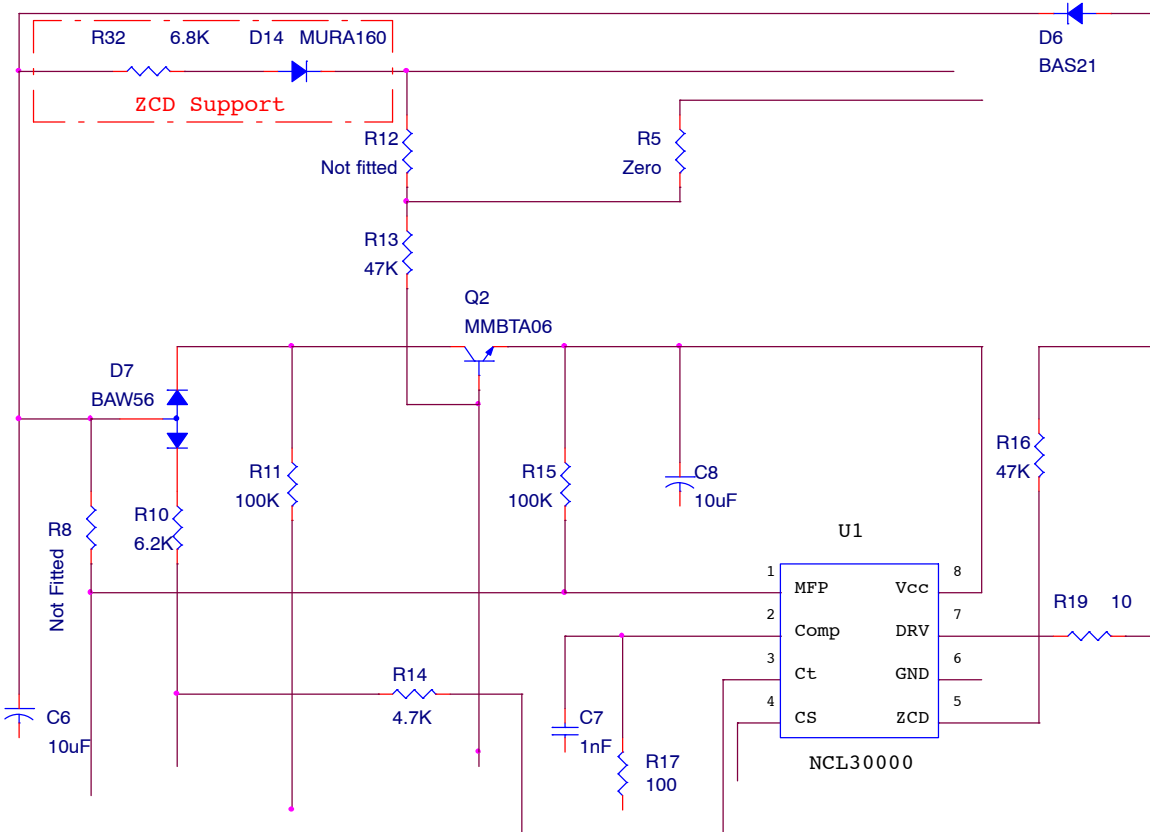 R32 6.8K D14 MURA160
D6
BAS21
ZCD Support
R12
Not fitted
R5
Zero
R13
47K
Q2
MMBTA06
D7
BAW56
R16
47K
R11
100K
R15
100K
C8
10uF
R8
Not Fitted
R10
6.2K
U1
1 MFP Vcc 8
2 Comp DRV 7
3 Ct GND 6
4 CS ZCD 5
NCL30000
R19 10
R14
4.7K
C6
10uF
C7
1nF
R17
100